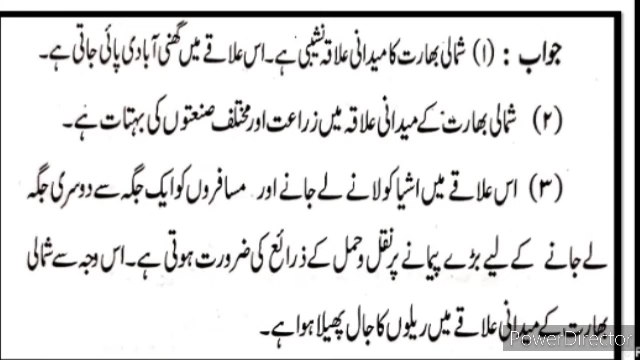 جواب : (۱) شمالی بھارت کا میدانی علاقہ نشیبی ہے۔ اس علاقے میں گھنی آبادی پائی جاتی ہے۔
(۲) شمالی بھارت کے میدانی علاقہ میں زراعت اور مختلف صنعتوں کی بہتات ہے۔
(۳) اس علاقے میں اشیا کو لانے لے جانے اور مسافروں کو ایک جگہ سے دوسری جگہ
لے جانے کے لیے بڑے پیمانے پر نقل و حمل کے ذرائع کی ضرورت ہوتی ہے۔ اس وجہ سے شمالی
بھارت کے میدانی علاقے میں ریلوں کا جال پھیلا ہوا ہے۔
PowerDirector